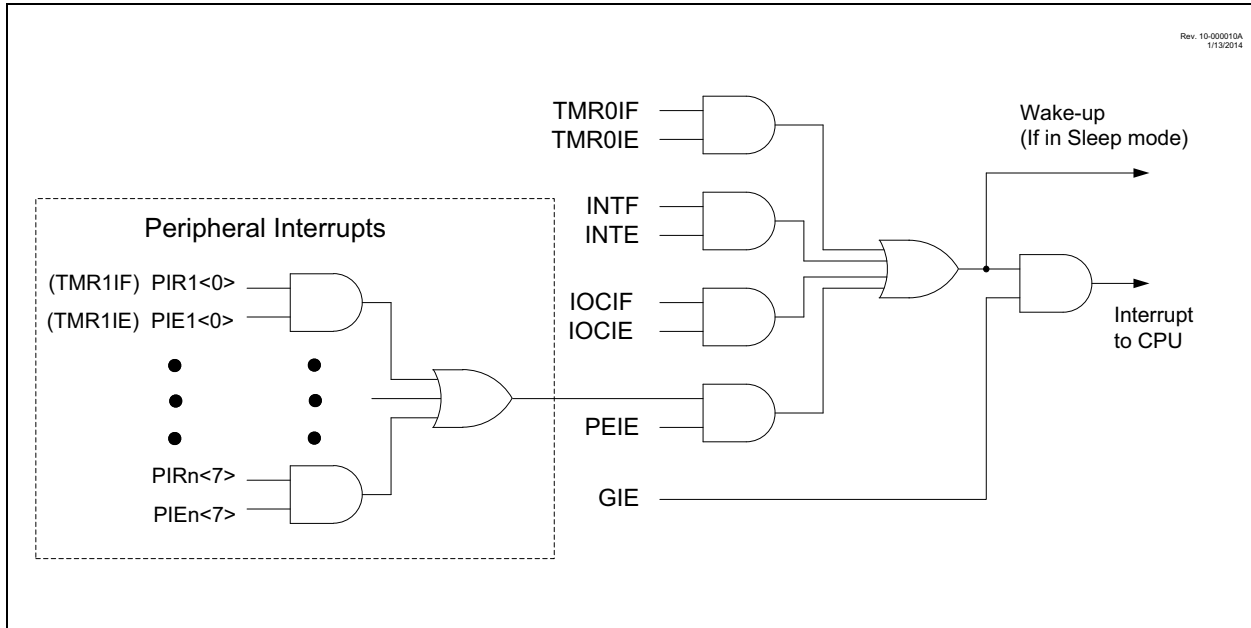 Rev. 10-000010A
1/13/2014
TMR0IF
TMR0IE
Wake-up
(If in Sleep mode)
INTF
INTE
Peripheral Interrupts
(TMR1IF) PIR1<0>
(TMR1IE) PIE1<0>
IOCIF
IOCIE
Interrupt
to CPU
PEIE
PIRn<7>
PIEn<7>
GIE